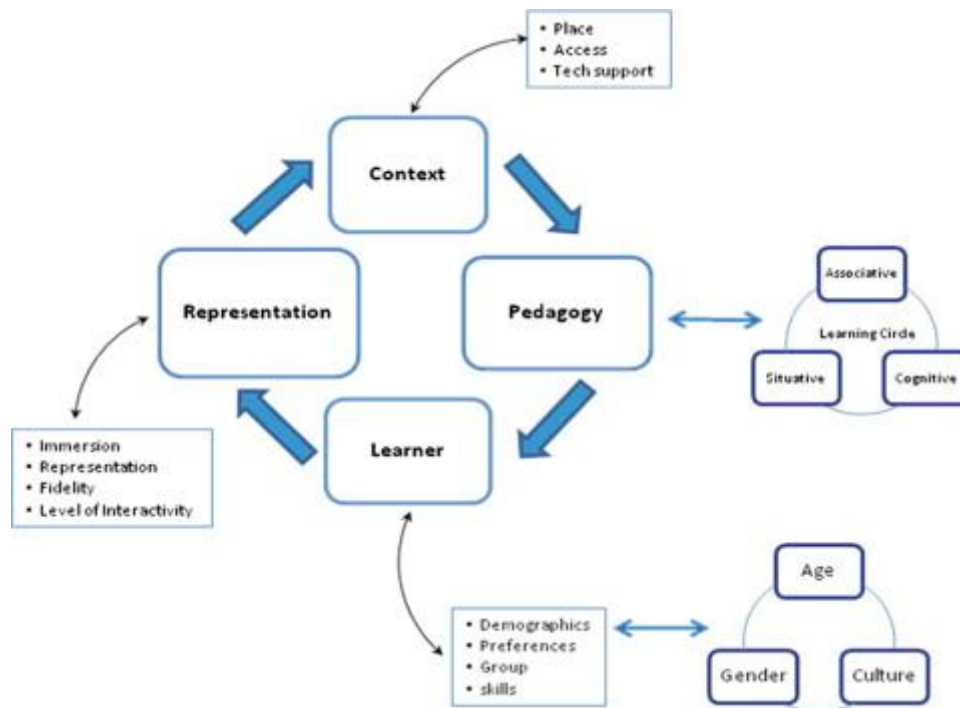 • Place
• Access
• Tech support
Context
Representation
Pedagogy
Associative
Learning Circle
Situative
Cognitive
Learner
• Immersion
• Representation
• Fidelity
• Level of Interactivity
• Demographics
• Preferences
• Group
• skills
Age
Gender
Culture